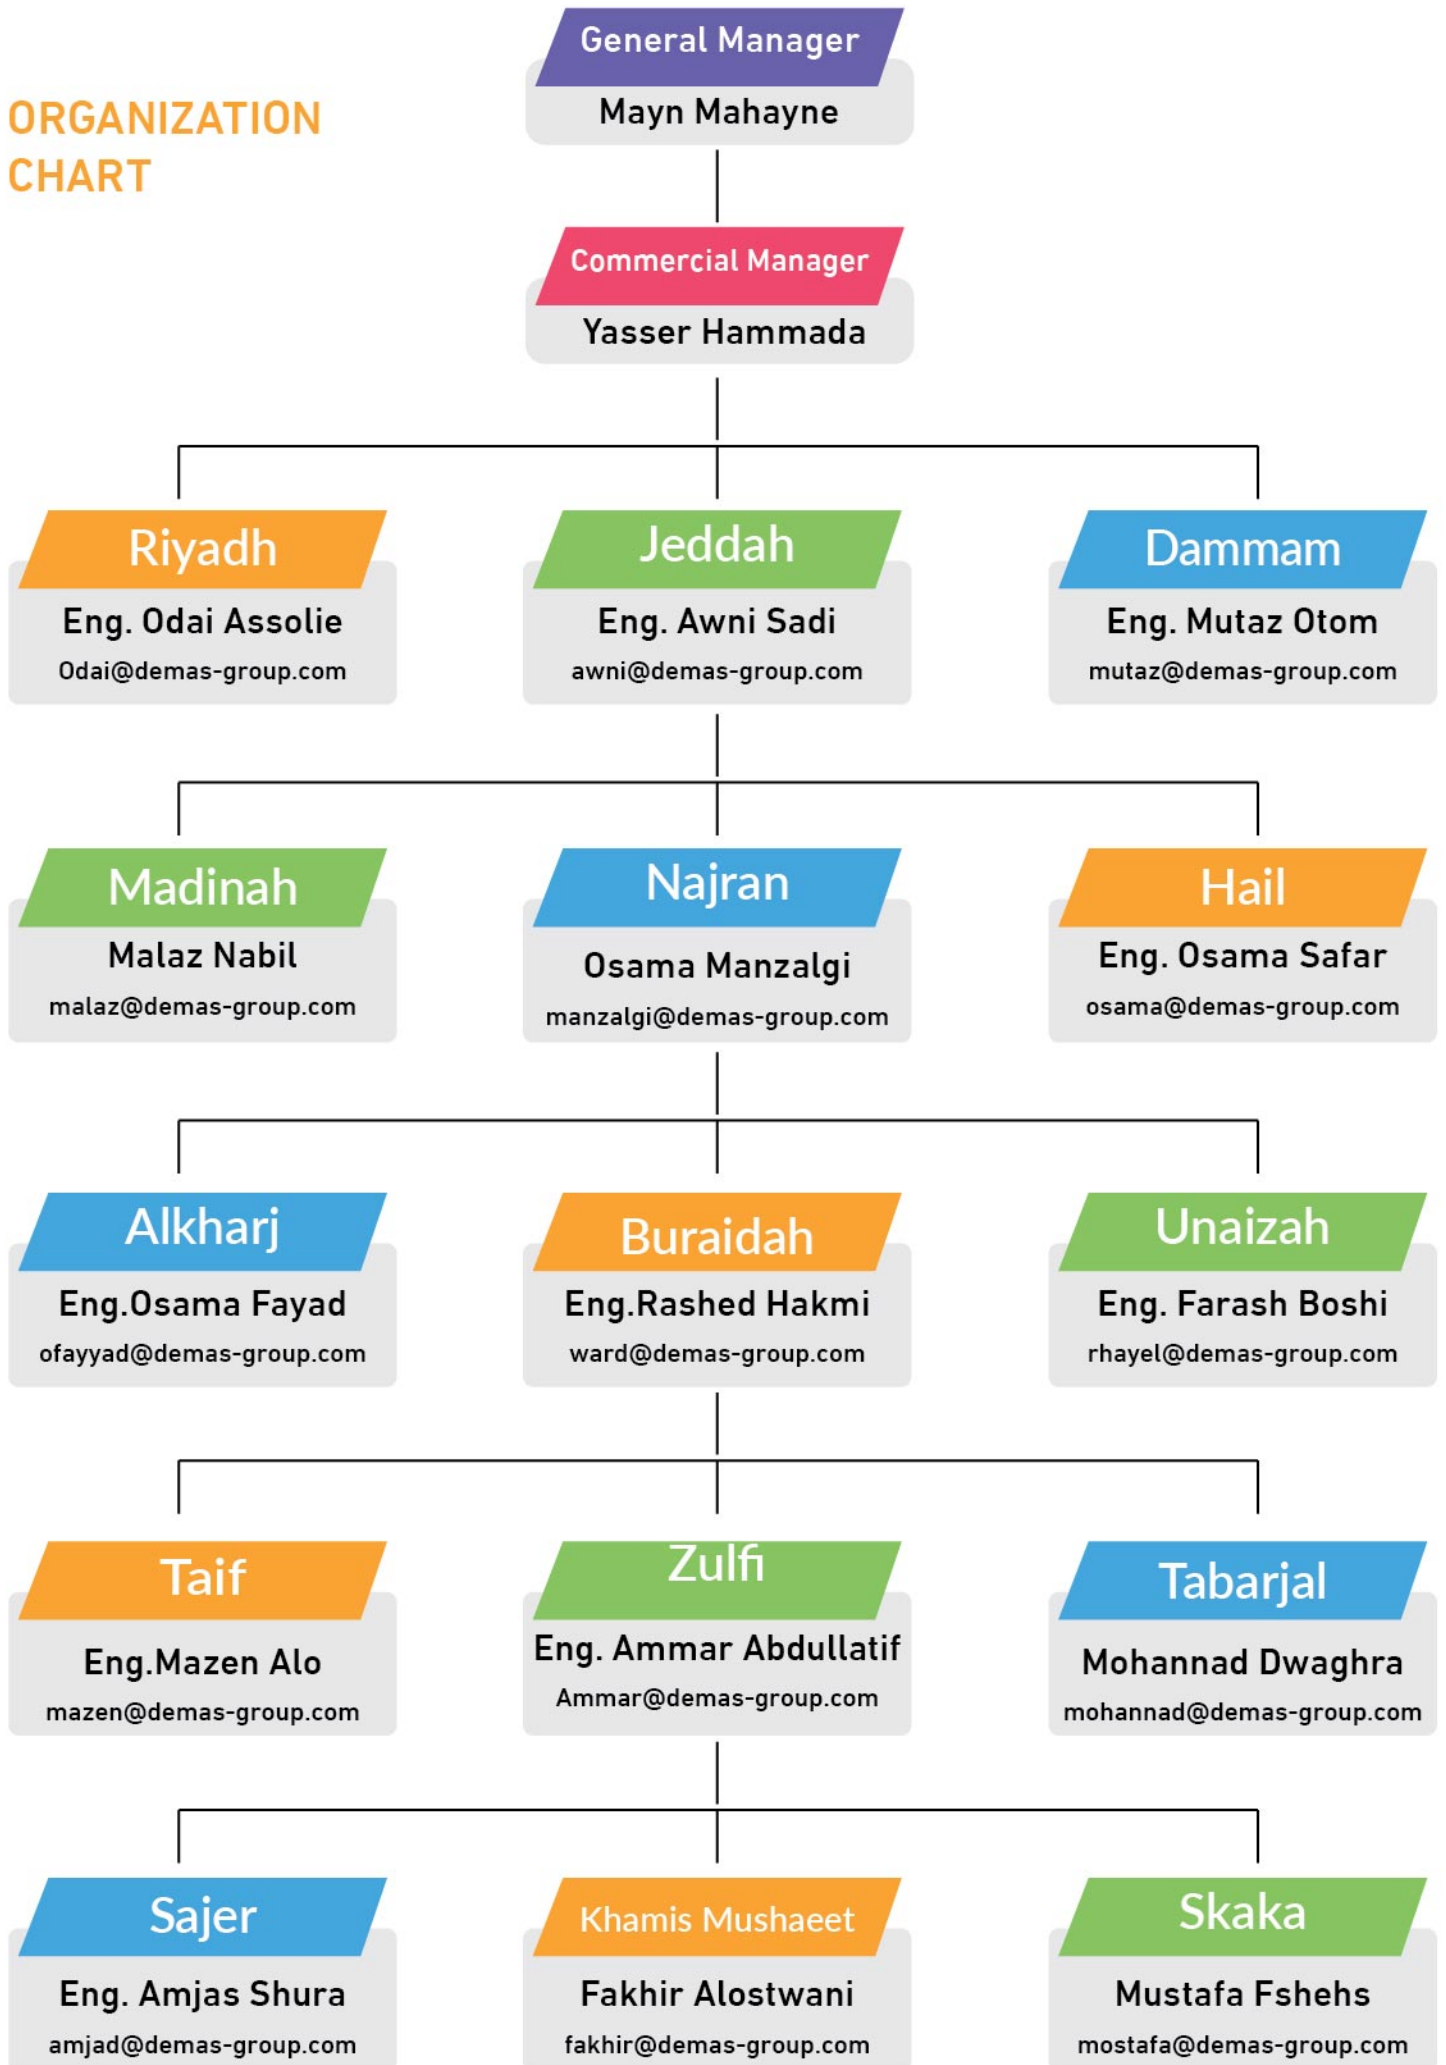 ORGANIZATION
CHART
General Manager
Mayn Mahayne
Commercial Manager
Yasser Hammada
Riyadh
Eng. Odai Assolie
Odai@demas-group.com
Jeddah
Eng. Awni Sadi
awni@demas-group.com
Dammam
Eng. Mutaz Otom
mutaz@demas-group.com
Madinah
Malaz Nabil
malaz@demas-group.com
Najran
Osama Manzalgi
manzalgi@demas-group.com
Hail
Eng. Osama Safar
osama@demas-group.com
Alkharj
Eng.Osama Fayad
ofayyad@demas-group.com
Buraidah
Eng.Rashed Hakmi
ward@demas-group.com
Unaizah
Eng. Farash Boshi
rhayel@demas-group.com
Taif
Eng.Mazen Alo
mazen@demas-group.com
Zulfi
Eng. Ammar Abdullatif
Ammar@demas-group.com
Tabarjal
Mohannad Dwaghra
mohannad@demas-group.com
Sajer
Eng. Amjas Shura
amjad@demas-group.com
Khamis Mushaeet
Fakhir Alostwani
fakhir@demas-group.com
Skaka
Mustafa Fshehs
mostafa@demas-group.com